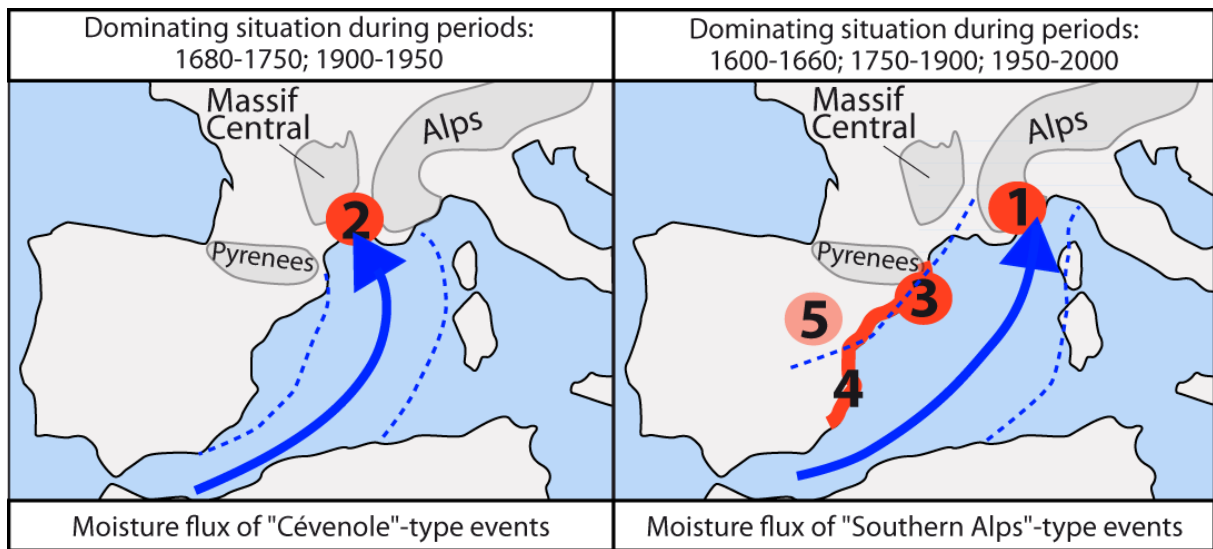 Dominating situation during periods:
1680-1750; 1900-1950
Massif
Central
Alps
2
Pyrenees
Moisture flux of "Cévenole"-type events
Dominating situation during periods:
1600-1660; 1750-1900; 1950-2000
Massif
Central
Alps
1
Pyrenees
3
5
4
Moisture flux of "Southern Alps"-type events